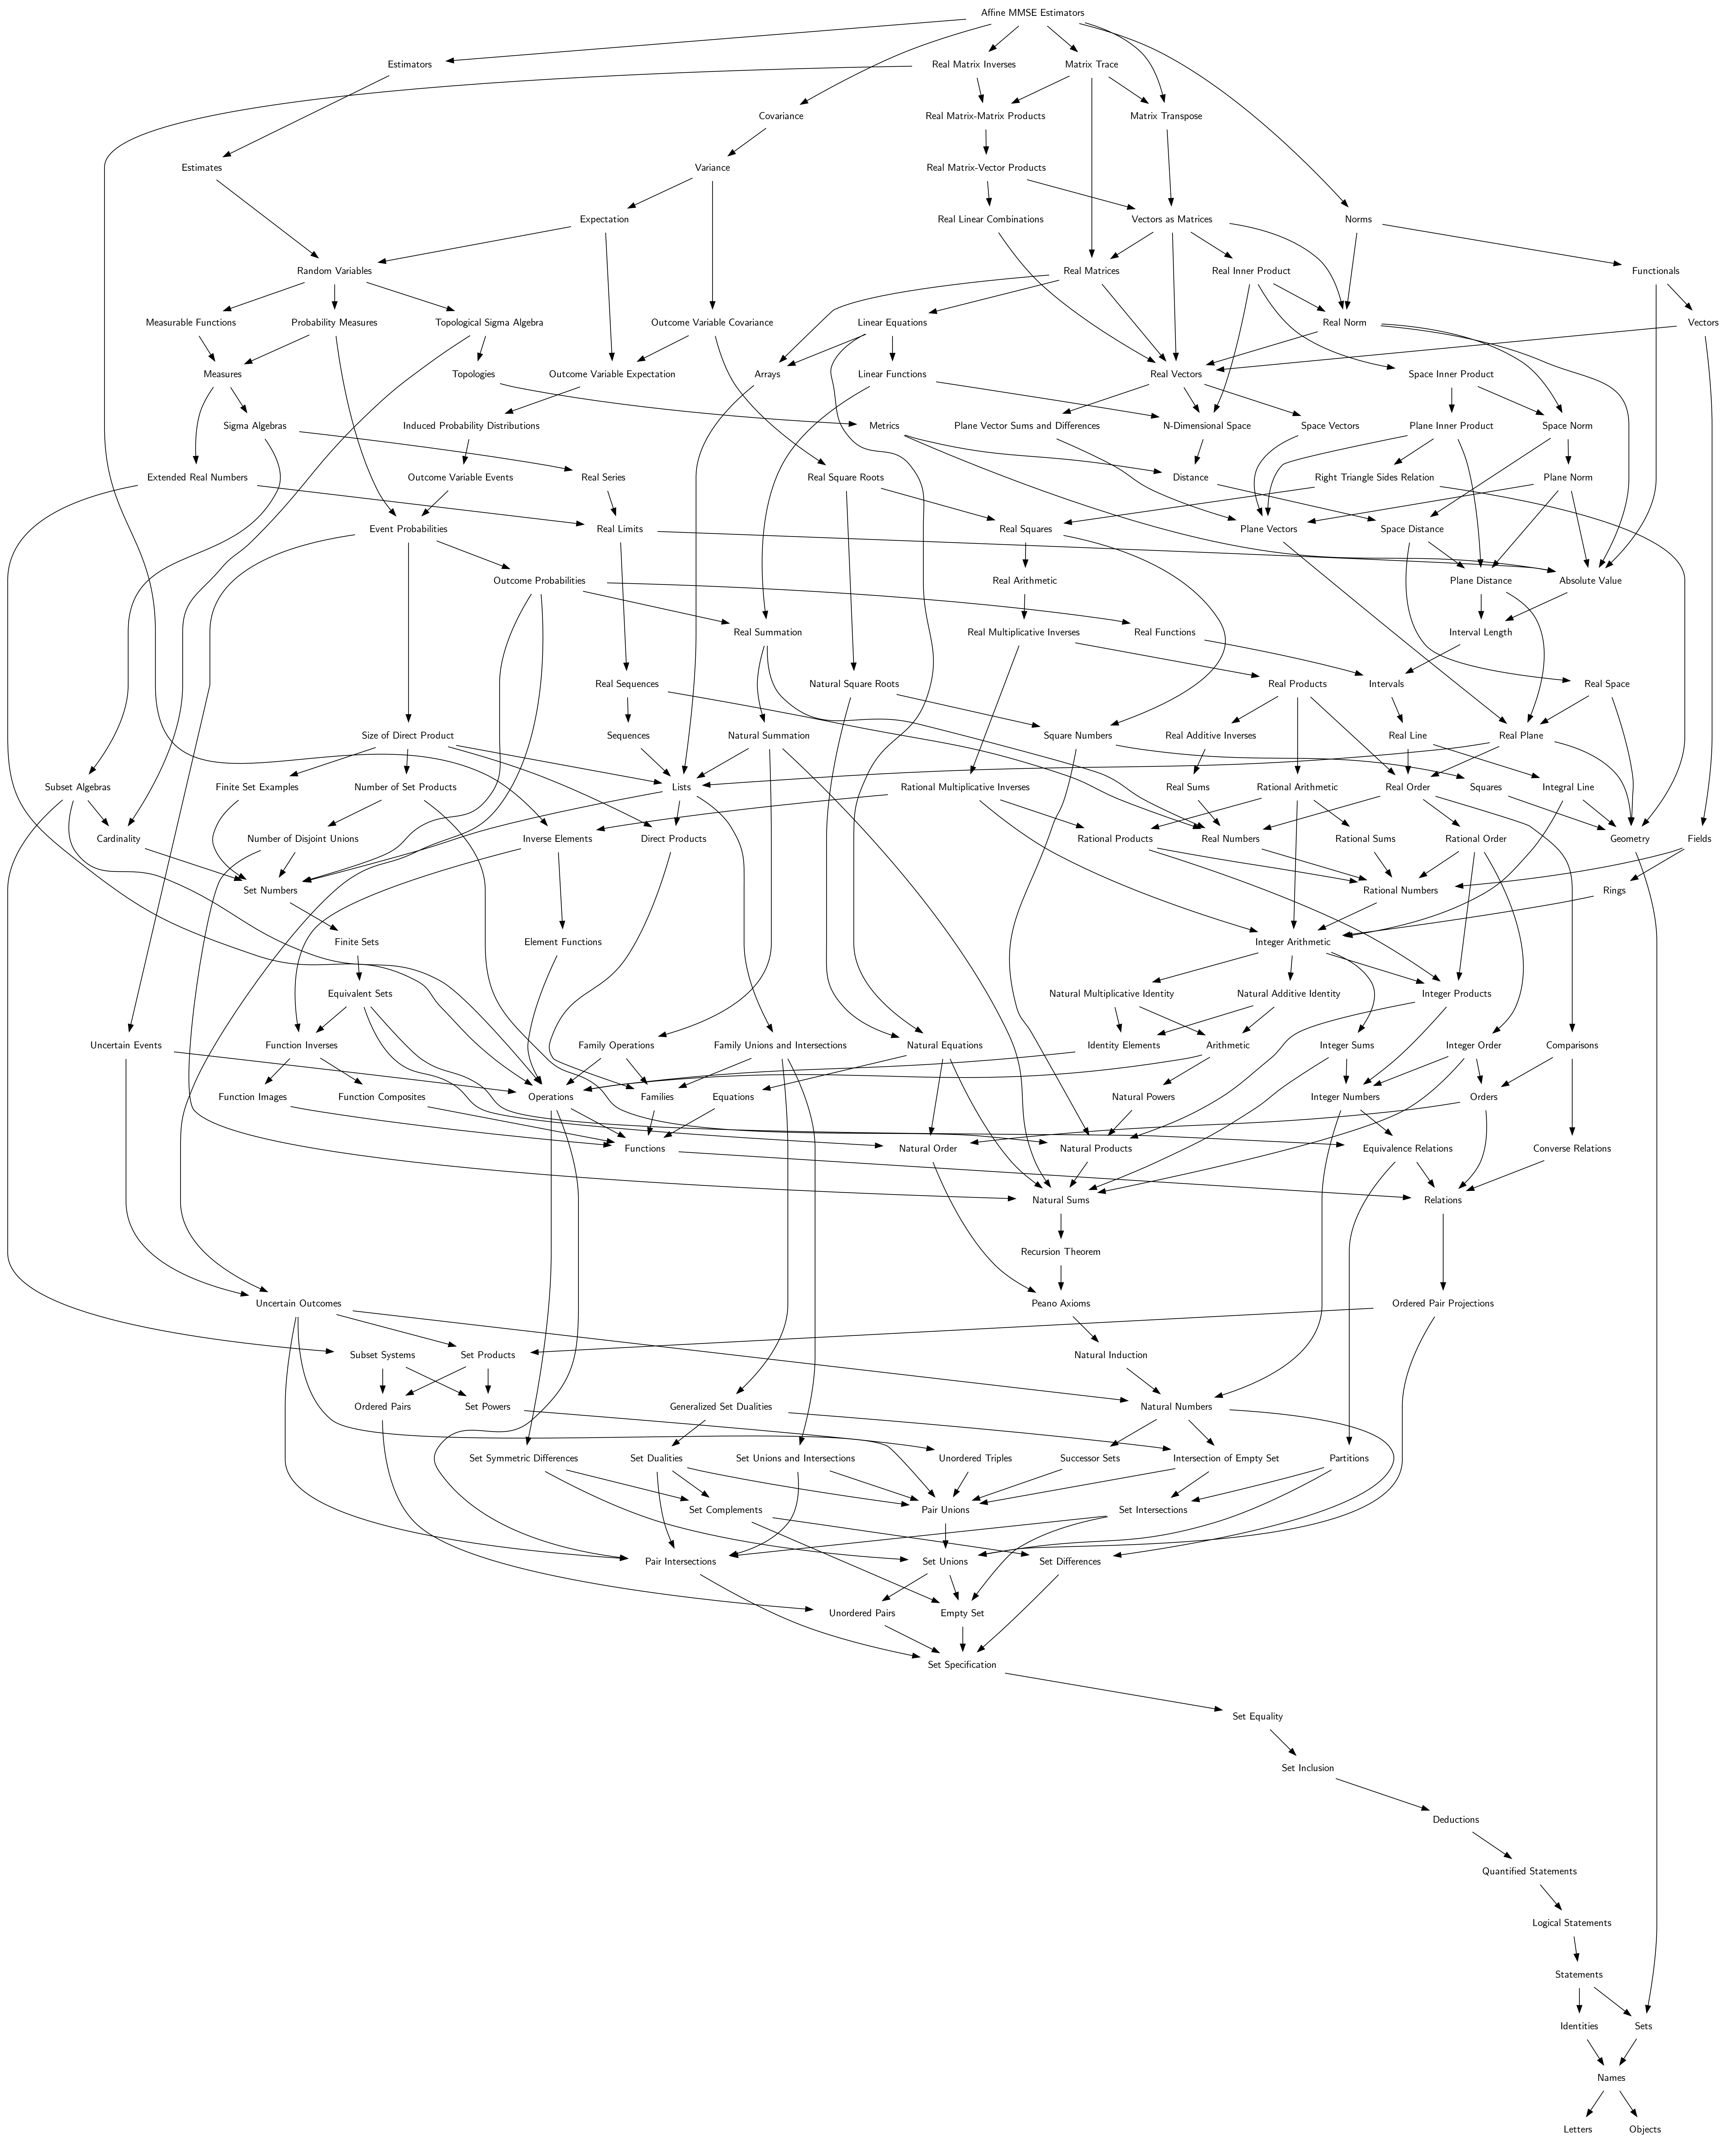 Affine MMSE Estimators
Estimators
Real Matrix Inverses
Matrix Trace
Covariance
Real Matrix-Matrix Products
Matrix Transpose
Estimates
Variance
Real Matrix-Vector Products
Expectation
Real Linear Combinations
Vectors as Matrices
Norms
Random Variables
Real Matrices
Real Inner Product
Functionals
Measurable Functions
Probability Measures
Topological Sigma Algebra
Outcome Variable Covariance
Linear Equations
Real Norm
Vectors
Measures
Topologies
Outcome Variable Expectation
Arrays
Linear Functions
Real Vectors
Space Inner Product
Sigma Algebras
Induced Probability Distributions
Metrics
Plane Vector Sums and Differences
N-Dimensional Space
Space Vectors
Plane Inner Product
Space Norm
Extended Real Numbers
Outcome Variable Events
Real Series
Real Square Roots
Distance
Right Triangle Sides Relation
Plane Norm
Event Probabilities
Real Limits
Real Squares
Plane Vectors
Space Distance
Outcome Probabilities
Real Arithmetic
Plane Distance
Absolute Value
Real Summation
Real Multiplicative Inverses
Real Functions
Interval Length
Real Sequences
Natural Square Roots
Real Products
Intervals
Real Space
Size of Direct Product
Sequences
Natural Summation
Square Numbers
Real Additive Inverses
Real Line
Real Plane
Subset Algebras
Finite Set Examples
Number of Set Products
Lists
Rational Multiplicative Inverses
Real Sums
Rational Arithmetic
Real Order
Squares
Integral Line
Cardinality
Number of Disjoint Unions
Inverse Elements
Direct Products
Rational Products
Real Numbers
Rational Sums
Rational Order
Geometry
Fields
Set Numbers
Rational Numbers
Rings
Finite Sets
Element Functions
Integer Arithmetic
Equivalent Sets
Natural Multiplicative Identity
Natural Additive Identity
Integer Products
Uncertain Events
Function Inverses
Family Operations
Family Unions and Intersections
Natural Equations
Identity Elements
Arithmetic
Integer Sums
Integer Order
Comparisons
Function Images
Function Composites
Operations
Families
Equations
Natural Powers
Integer Numbers
Orders
Functions
Natural Order
Natural Products
Equivalence Relations
Converse Relations
Natural Sums
Relations
Recursion Theorem
Uncertain Outcomes
Peano Axioms
Ordered Pair Projections
Subset Systems
Set Products
Natural Induction
Ordered Pairs
Set Powers
Generalized Set Dualities
Natural Numbers
Set Symmetric Differences
Set Dualities
Set Unions and Intersections
Unordered Triples
Successor Sets
Intersection of Empty Set
Partitions
Set Complements
Pair Unions
Set Intersections
Pair Intersections
Set Unions
Set Differences
Unordered Pairs
Empty Set
Set Specification
Set Equality
Set Inclusion
Deductions
Quantified Statements
Logical Statements
Statements
Identities
Sets
Names
Letters
Objects